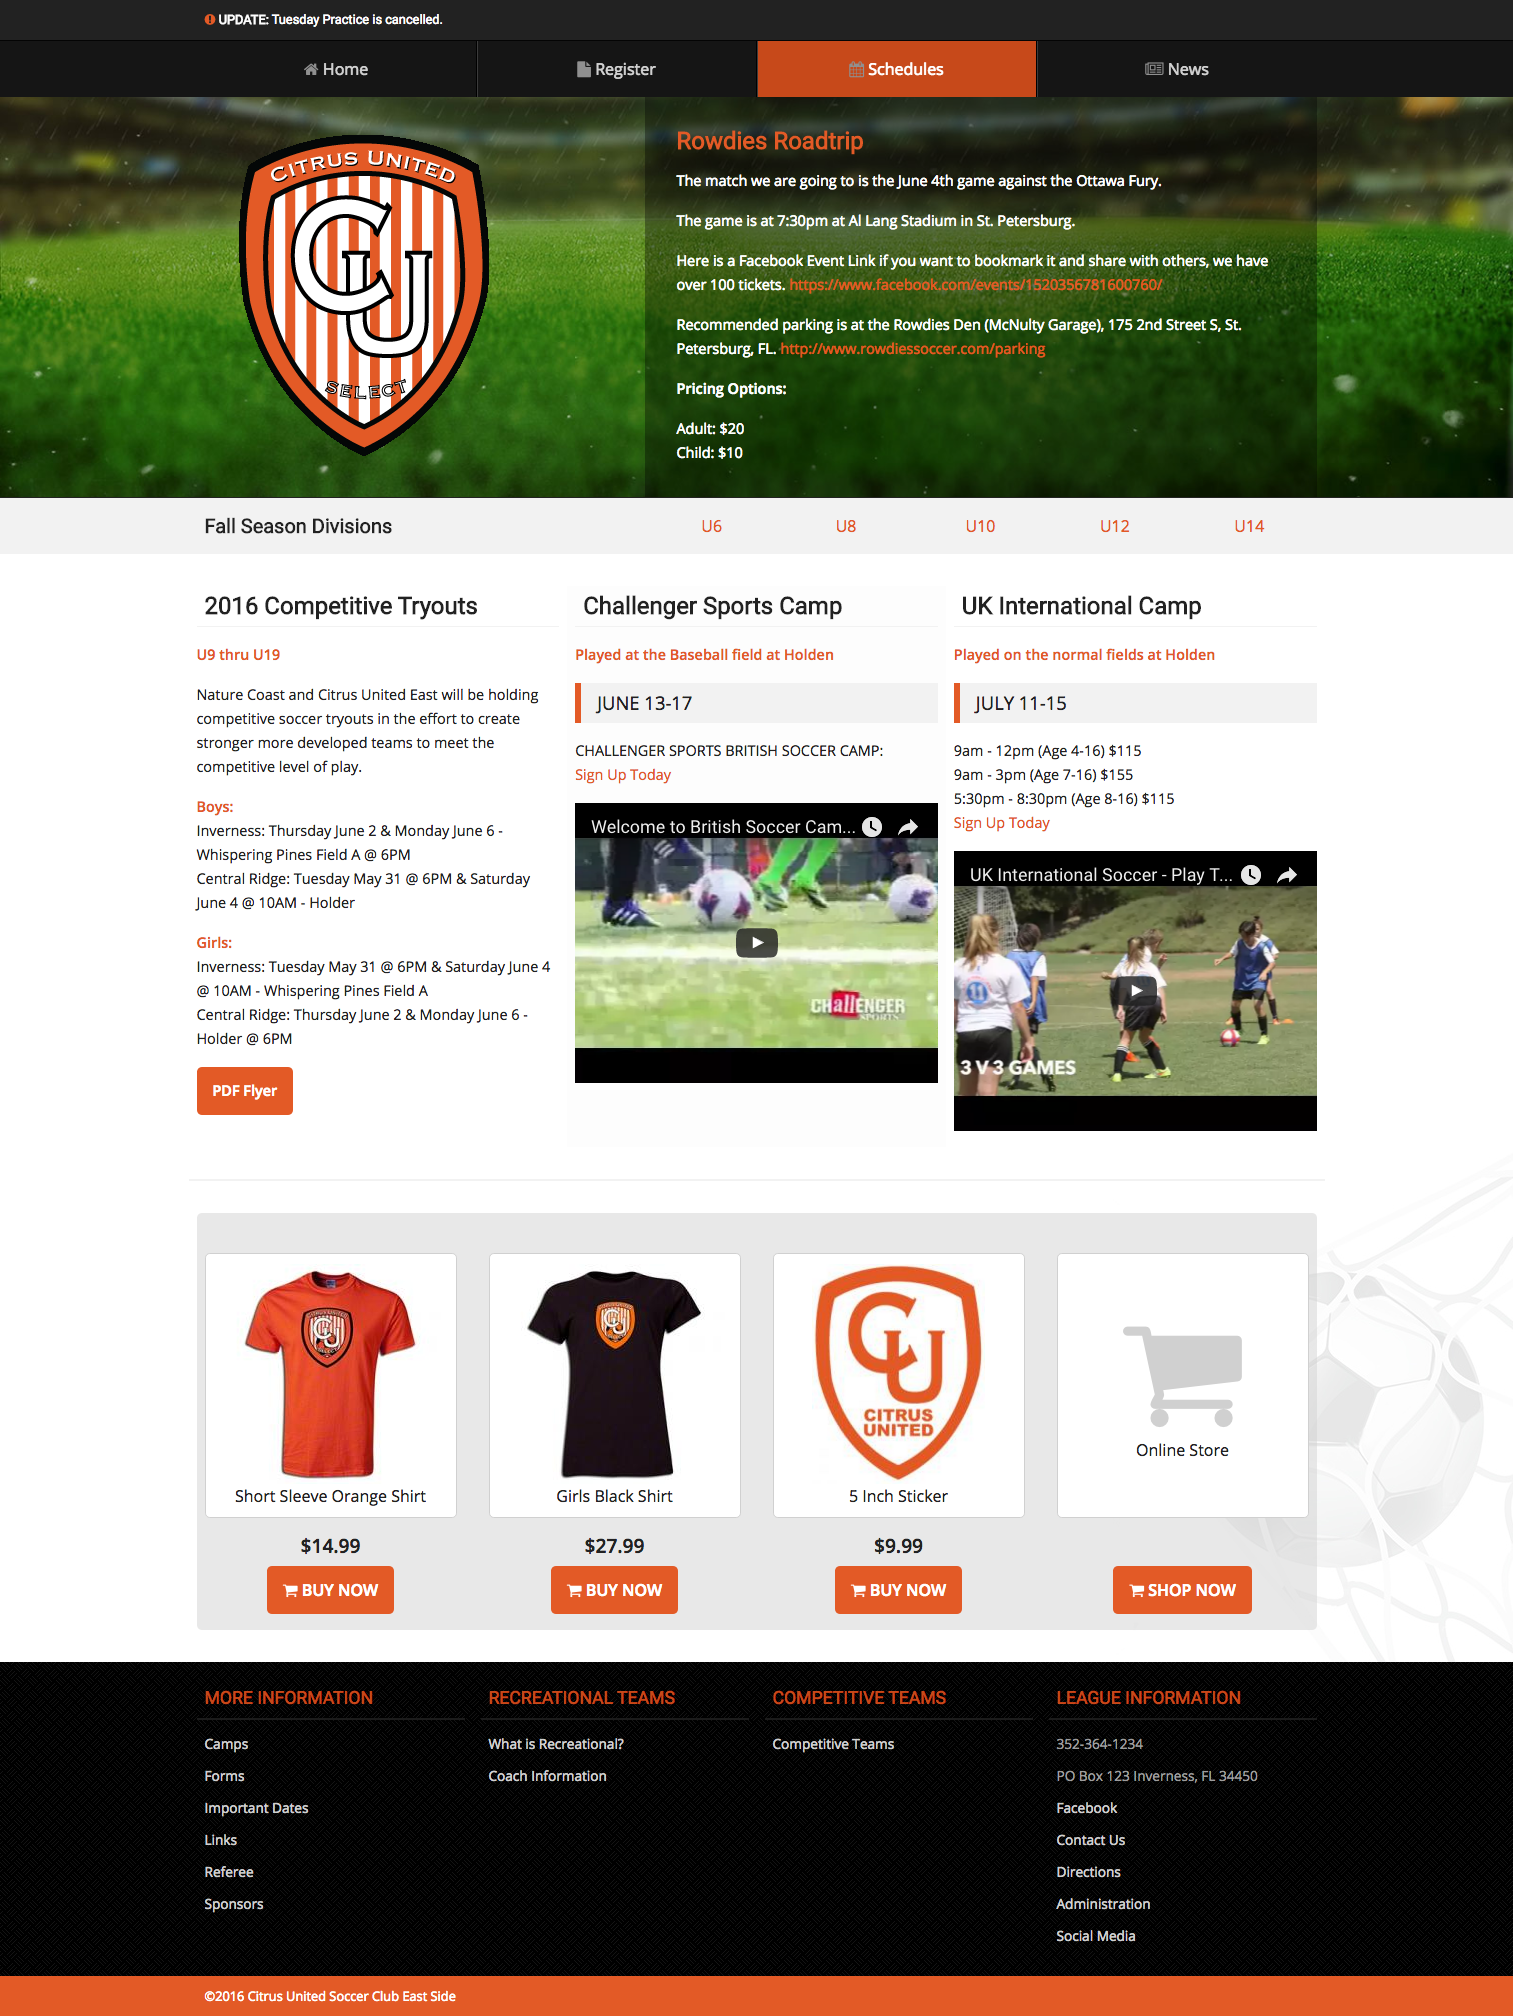 UPDATE: Tuesday Practice is cancelled.
Home
Register
Schedules
News
CITRUS UNITED
CU
SELECT
Rowdies Roadtrip
The match we are going to is the June 4th game against the Ottawa Fury.
The game is at 7:30pm at Al Lang Stadium in St. Petersburg.
Here is a Facebook Event Link if you want to bookmark it and share with others, we have
over 100 tickets. https://www.facebook.com/events/1520356781600760/
Recommended parking is at the Rowdies Den (McNulty Garage), 175 2nd Street S, St.
Petersburg, FL. http://www.rowdiessoccer.com/parking
Pricing Options:
Adult: $20
Child: $10
Fall Season Divisions
U6
U8
U10
U12
U14
2016 Competitive Tryouts
U9 thru U19
Nature Coast and Citrus United East will be holding
competitive soccer tryouts in the effort to create
stronger more developed teams to meet the
competitive level of play.
Boys:
Inverness: Thursday June 2 & Monday June 6 -
Whispering Pines Field A @ 6PM
Central Ridge: Tuesday May 31 @ 6PM & Saturday
June 4 @ 10AM - Holder
Girls:
Inverness: Tuesday May 31 @ 6PM & Saturday June 4
@ 10AM - Whispering Pines Field A
Central Ridge: Thursday June 2 & Monday June 6 -
Holder @ 6PM
PDF Flyer
Challenger Sports Camp
Played at the Baseball field at Holden
JUNE 13-17
CHALLENGER SPORTS BRITISH SOCCER CAMP:
Sign Up Today
Welcome to British Soccer Cam...
CHallENGER
SPORTS
UK International Camp
Played on the normal fields at Holden
JULY 11-15
9am - 12pm (Age 4-16) $115
9am - 3pm (Age 7-16) $155
5:30pm - 8:30pm (Age 8-16) $115
Sign Up Today
UK International Soccer - Play T...
11
3 V 3 GAMES
CITRUS UNITED
CU
SELECT
Short Sleeve Orange Shirt
$14.99
BUY NOW
CU
Girls Black Shirt
$27.99
BUY NOW
CU
CITRUS
UNITED
5 Inch Sticker
$9.99
BUY NOW
Online Store
SHOP NOW
MORE INFORMATION
Camps
Forms
Important Dates
Links
Referee
Sponsors
RECREATIONAL TEAMS
What is Recreational?
Coach Information
COMPETITIVE TEAMS
Competitive Teams
LEAGUE INFORMATION
352-364-1234
PO Box 123 Inverness, FL 34450
Facebook
Contact Us
Directions
Administration
Social Media
©2016 Citrus United Soccer Club East Side